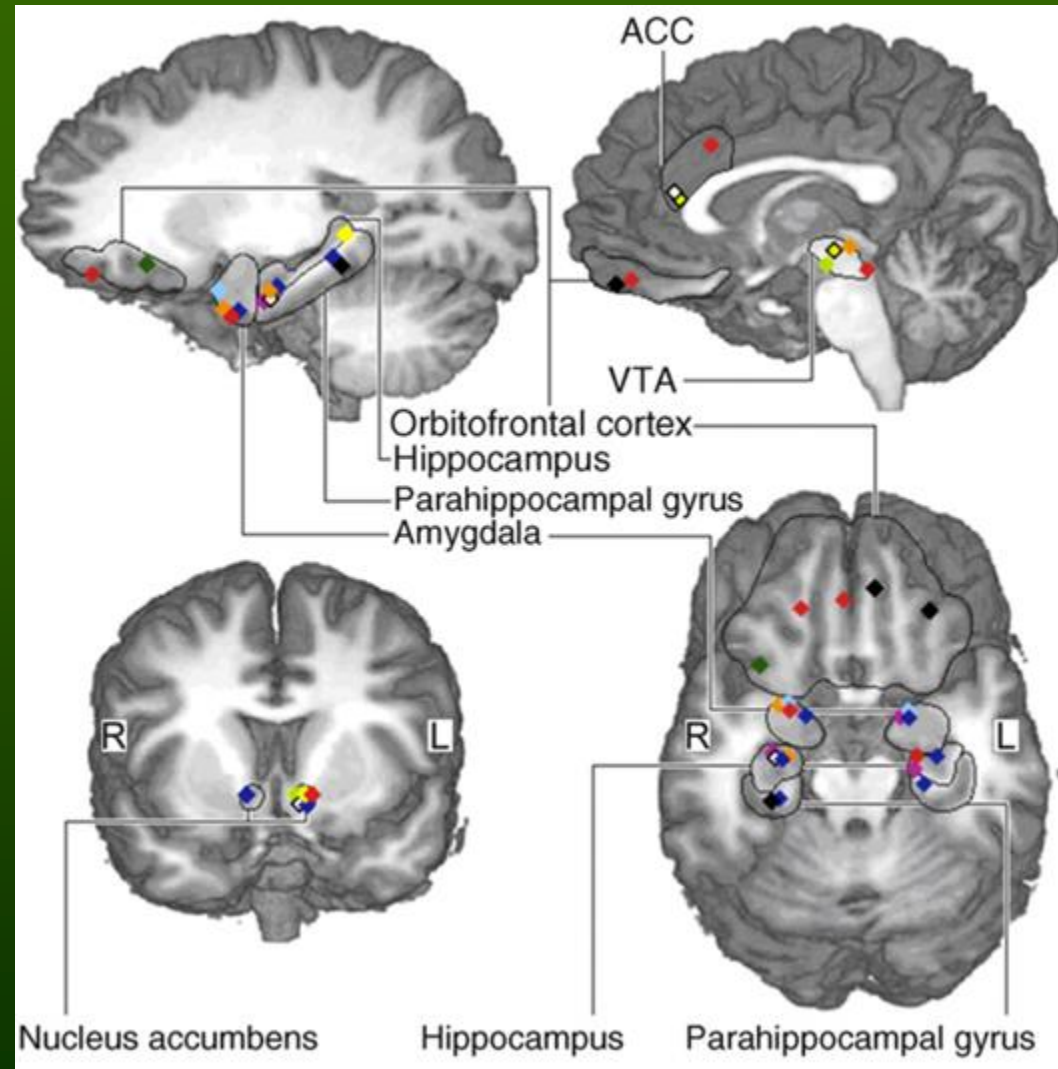 ACC
VTA
Orbitofrontal cortex
Hippocampus
Parahippocampal gyrus
Amygdala
R
L
R
L
Nucleus accumbens
Hippocampus
Parahippocampal gyrus